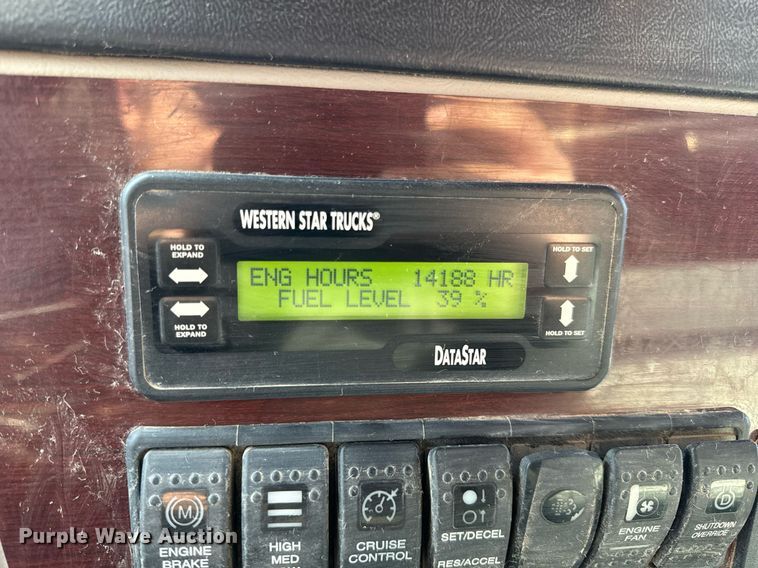 WESTERN STAR TRUCKS®
HOLD TO
EXPAND
HOLD TO SET
ENG HOURS 14188 HR
FUEL LEVEL 39 %
HOLD TO
EXPAND
HOLD TO SET
DATASTAR
M
ENGINE
BRAKE
HIGH
MED
CRUISE
CONTROL
SET/DECEL
RES/ACCEL
ENGINE
FAN
D
SHUTDOWN
OVERRIDE
Purple Wave Auction